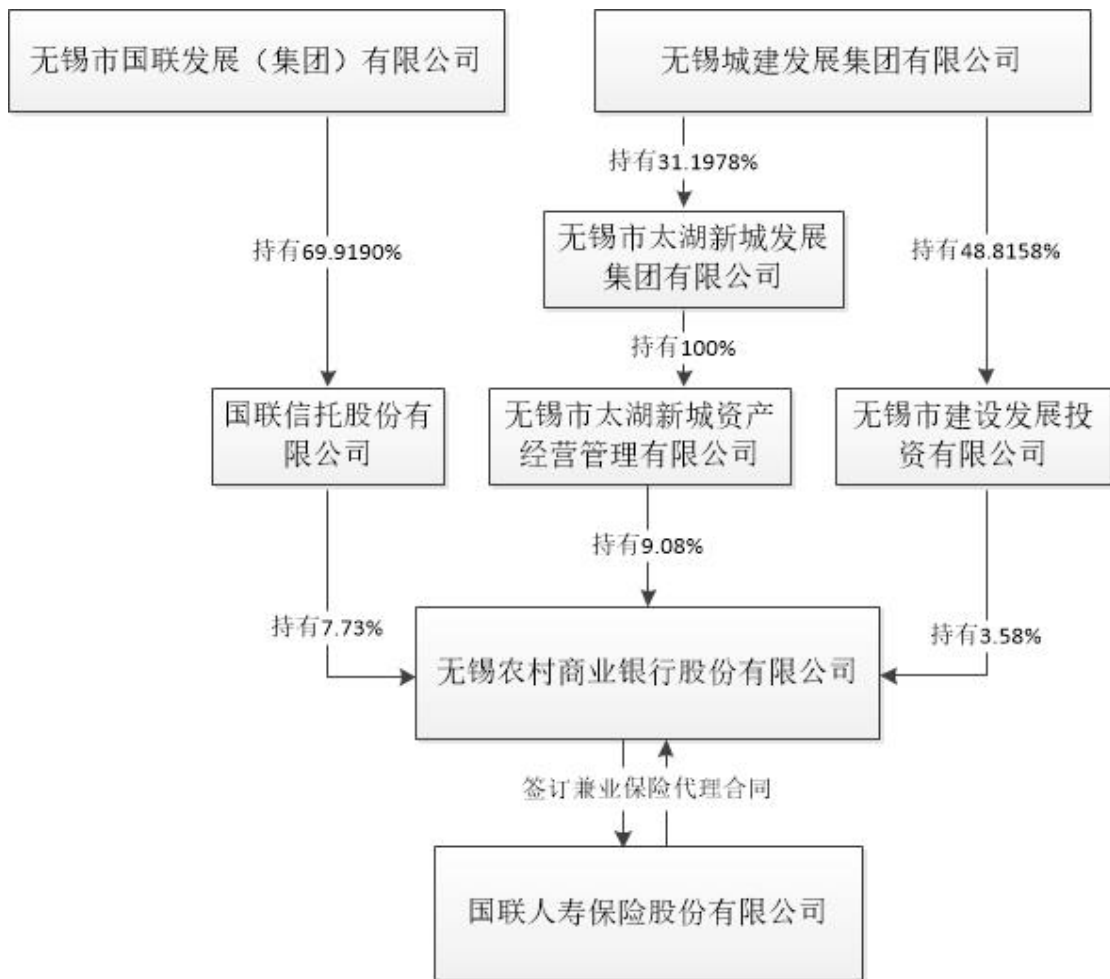 无锡市国联发展（集团）有限公司
无锡城建发展集团有限公司
持有31.1978%
无锡市太湖新城发展
集团有限公司
持有69.9190%
持有48.8158%
持有100%
国联信托股份有
限公司
无锡市太湖新城资产
经营管理有限公司
无锡市建设发展投
资有限公司
持有9.08%
持有7.73%
持有3.58%
无锡农村商业银行股份有限公司
签订兼业保险代理合同
国联人寿保险股份有限公司